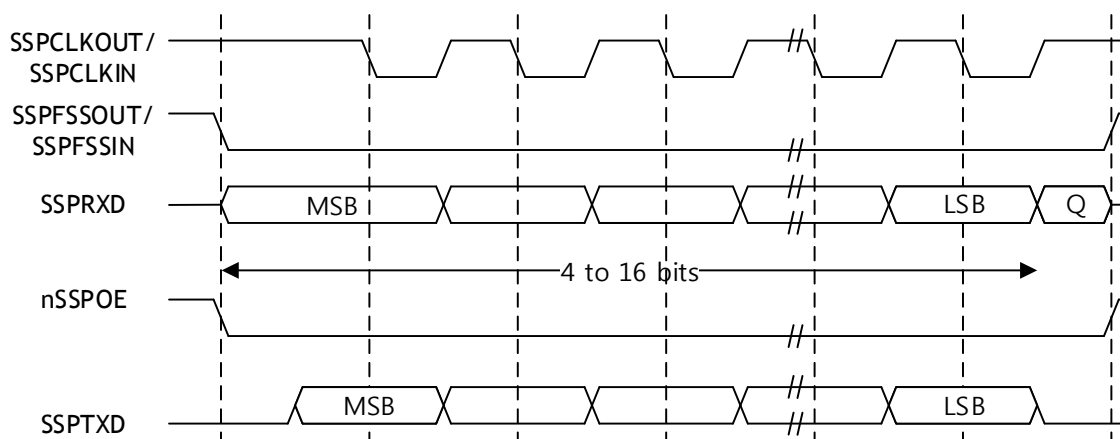 SSPCLKOUT/
SSPCLKIN
SSPFSSOUT/
SSPFSSIN
SSPRXD
MSB
LSB
Q
4 to 16 bits
nSSPOE
SSPTXD
MSB
LSB